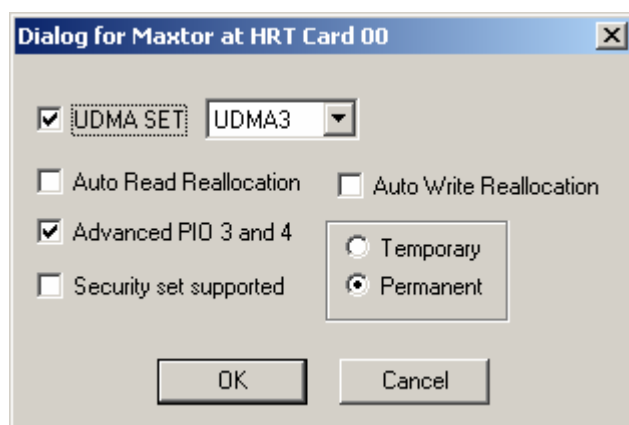 Dialog for Maxtor at HRT Card 00
UDMA SET UDMA3
Auto Read Reallocation Auto Write Reallocation
Advanced PIO 3 and 4
Temporary
Security set supported
Permanent
OK Cancel